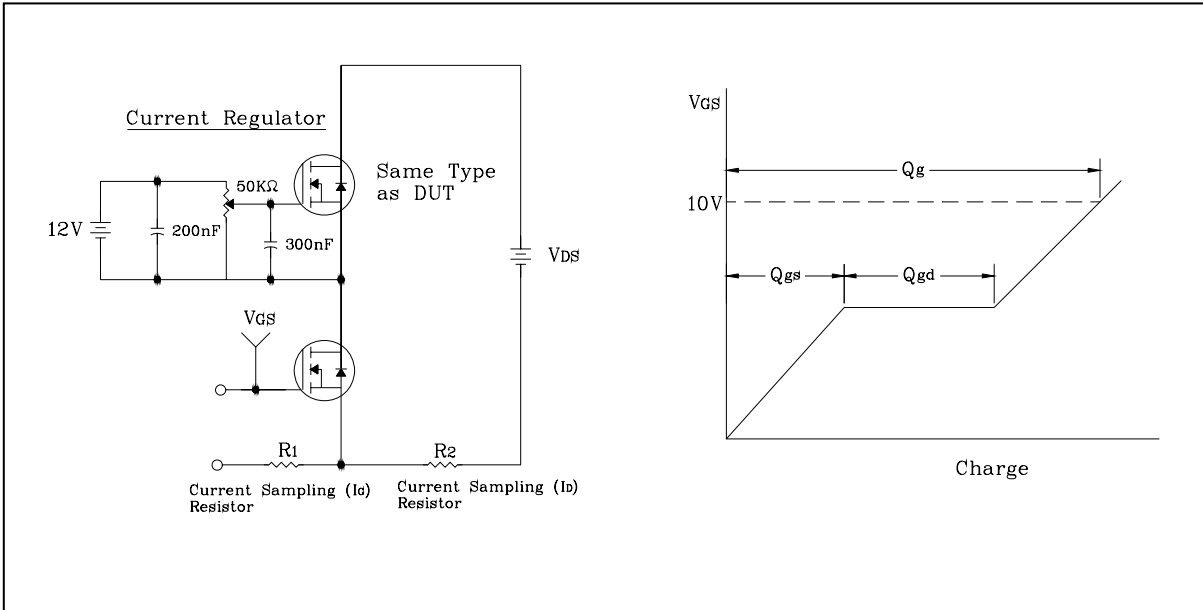 Current Regulator
50KΩ
Same Type
as DUT
12V
200nF
300nF
VDS
VGS
R1
R2
Current Sampling (IG)
Resistor
Current Sampling (ID)
Resistor
VGS
Qg
10V
Qgs
Qgd
Charge